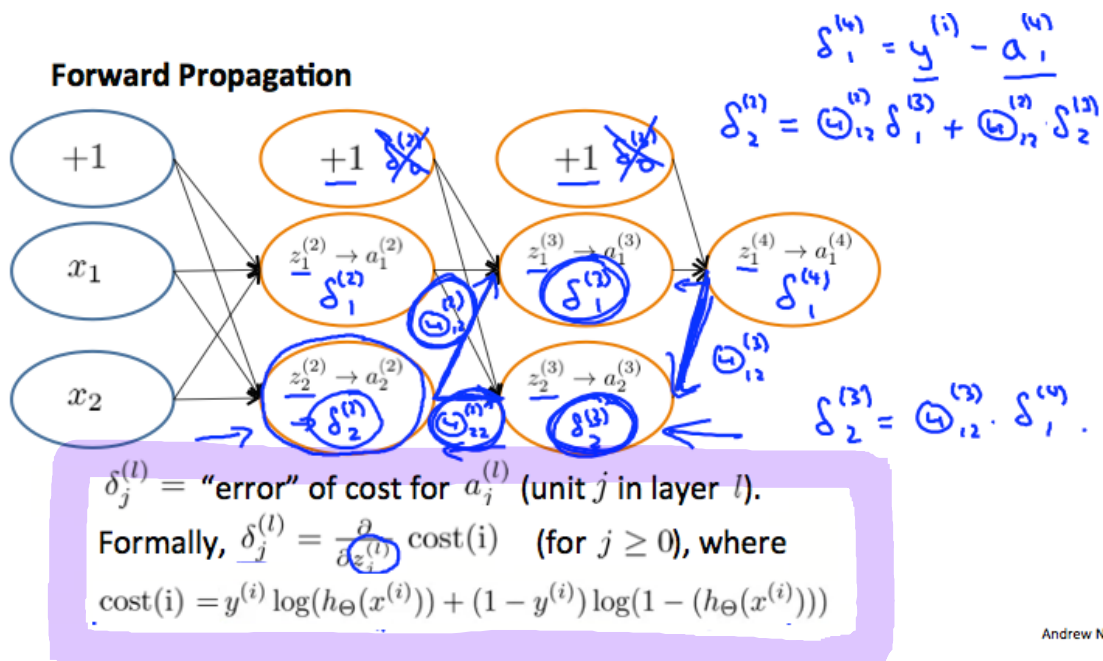 δ₁⁽⁴⁾ = y⁽ⁱ⁾ − a₁⁽⁴⁾
Forward Propagation
δ₂⁽²⁾ = Θ₁₂⁽²⁾ δ₁⁽³⁾ + Θ₂₂⁽²⁾ · δ₂⁽³⁾
+1 +1 +1
x₁ z₁⁽²⁾ → a₁⁽²⁾ z₁⁽³⁾ → a₁⁽³⁾ z₁⁽⁴⁾ → a₁⁽⁴⁾
δ₁⁽²⁾ δ₁⁽³⁾ δ₁⁽⁴⁾
Θ₁₂⁽²⁾
Θ₁₂⁽³⁾
x₂ z₂⁽²⁾ → a₂⁽²⁾ z₂⁽³⁾ → a₂⁽³⁾
δ₂⁽²⁾ Θ₂₂⁽²⁾ δ₂⁽³⁾ δ₂⁽³⁾ = Θ₁₂⁽³⁾ · δ₁⁽⁴⁾.
δⱼ⁽ˡ⁾ = “error” of cost for aⱼ⁽ˡ⁾ (unit j in layer l).
Formally, δⱼ⁽ˡ⁾ = ∂/∂zⱼ⁽ˡ⁾ cost(i) (for j ≥ 0), where
cost(i) = y⁽ⁱ⁾ log(hΘ(x⁽ⁱ⁾)) + (1 − y⁽ⁱ⁾) log(1 − (hΘ(x⁽ⁱ⁾)))
Andrew N